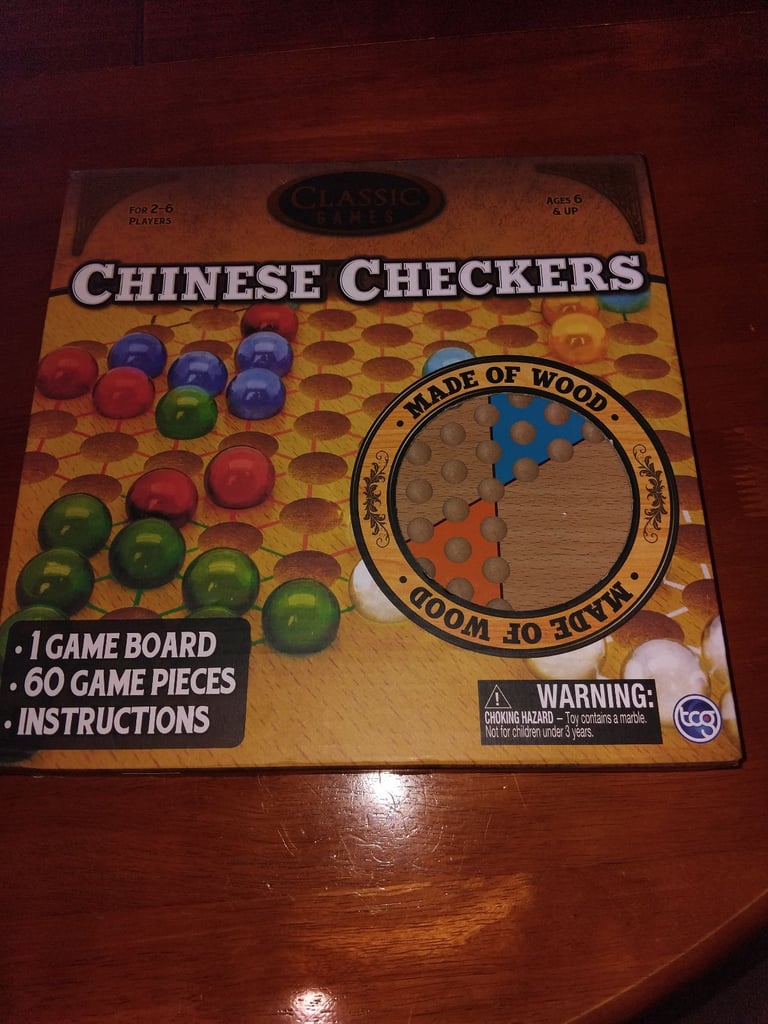 CLASSIC
GAMES
FOR 2-6
PLAYERS
AGES 6
& UP
CHINESE CHECKERS
• MADE OF WOOD •
• MADE OF WOOD •
• 1 GAME BOARD
• 60 GAME PIECES
• INSTRUCTIONS
WARNING:
CHOKING HAZARD – Toy contains a marble.
Not for children under 3 years.
tcg